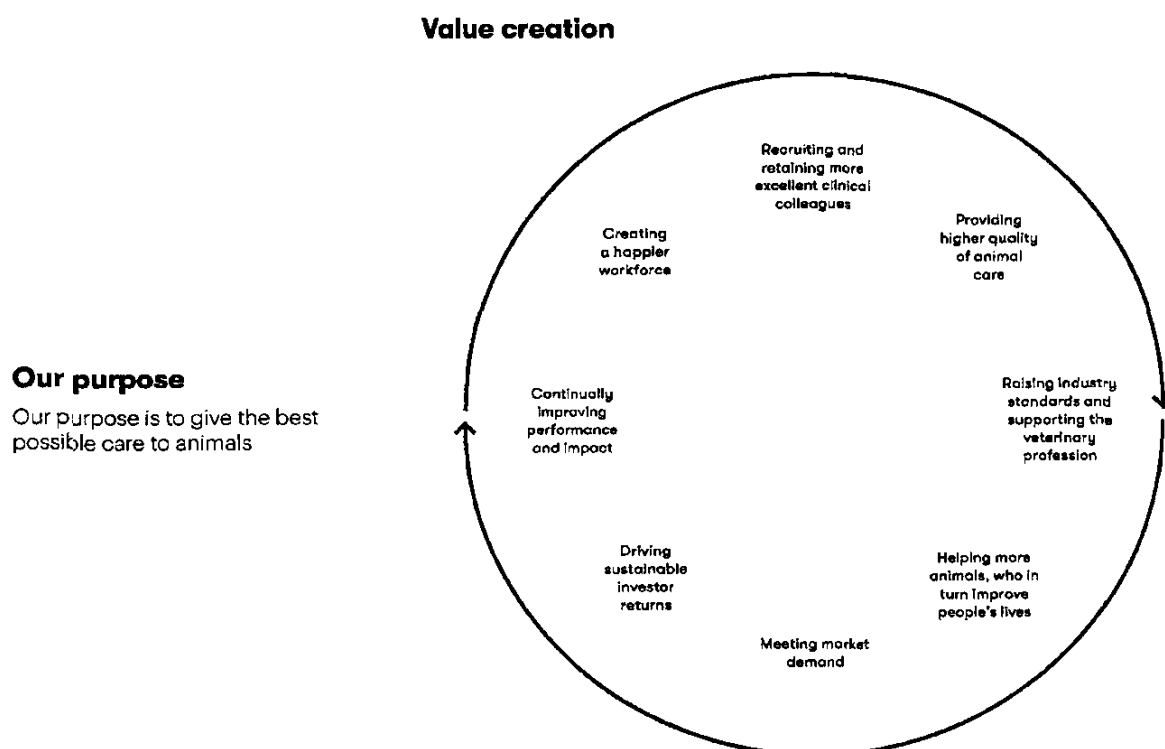 Value creation
Recruiting and
retaining more
excellent clinical
colleagues
Providing
higher quality
of animal
care
Raising industry
standards and
supporting the
veterinary
profession
Helping more
animals, who in
turn improve
people's lives
Meeting market
demand
Driving
sustainable
investor
returns
Continually
improving
performance
and impact
Creating
a happier
workforce
Our purpose
Our purpose is to give the best
possible care to animals